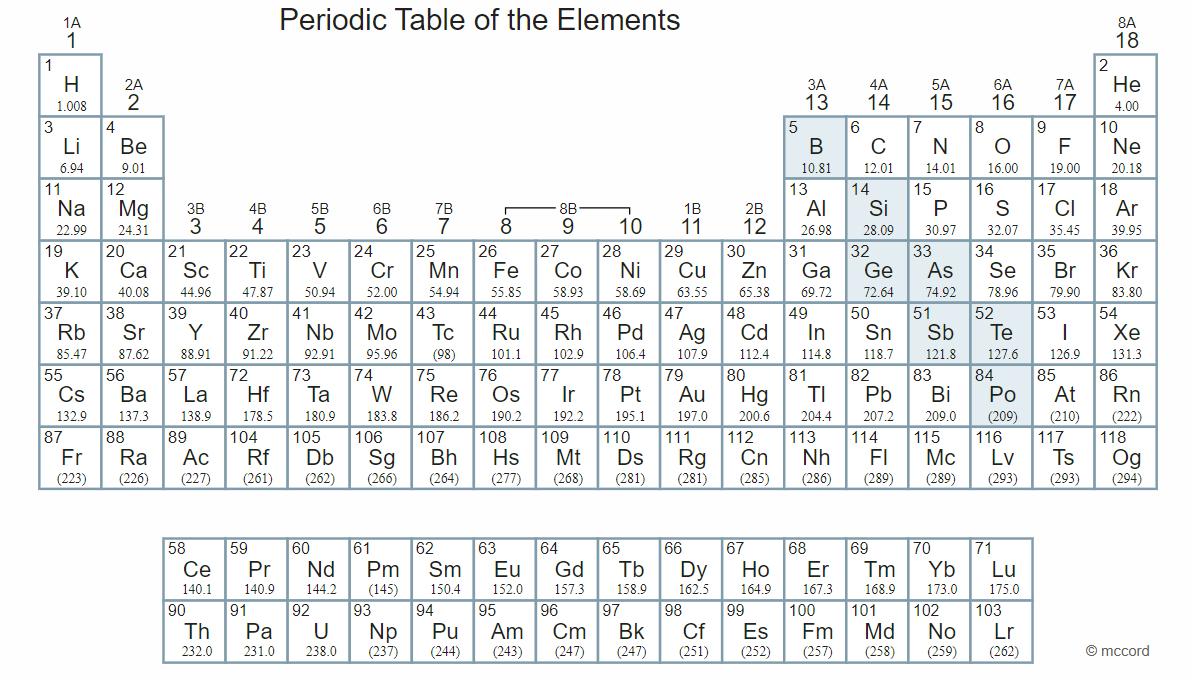 Periodic Table of the Elements
1A 8A
1 18
1 2
H He
1.008 2A 3A 4A 5A 6A 7A 4.00
2 13 14 15 16 17
3 4 5 6 7 8 9 10
Li Be B C N O F Ne
6.94 9.01 10.81 12.01 14.01 16.00 19.00 20.18
11 12 13 14 15 16 17 18
Na Mg 3B 4B 5B 6B 7B 8B 1B 2B Al Si P S Cl Ar
22.99 24.31 3 4 5 6 7 8 9 10 11 12 26.98 28.09 30.97 32.07 35.45 39.95
19 20 21 22 23 24 25 26 27 28 29 30 31 32 33 34 35 36
K Ca Sc Ti V Cr Mn Fe Co Ni Cu Zn Ga Ge As Se Br Kr
39.10 40.08 44.96 47.87 50.94 52.00 54.94 55.85 58.93 58.69 63.55 65.38 69.72 72.64 74.92 78.96 79.90 83.80
37 38 39 40 41 42 43 44 45 46 47 48 49 50 51 52 53 54
Rb Sr Y Zr Nb Mo Tc Ru Rh Pd Ag Cd In Sn Sb Te I Xe
85.47 87.62 88.91 91.22 92.91 95.96 (98) 101.1 102.9 106.4 107.9 112.4 114.8 118.7 121.8 127.6 126.9 131.3
55 56 57 72 73 74 75 76 77 78 79 80 81 82 83 84 85 86
Cs Ba La Hf Ta W Re Os Ir Pt Au Hg Tl Pb Bi Po At Rn
132.9 137.3 138.9 178.5 180.9 183.8 186.2 190.2 192.2 195.1 197.0 200.6 204.4 207.2 209.0 (209) (210) (222)
87 88 89 104 105 106 107 108 109 110 111 112 113 114 115 116 117 118
Fr Ra Ac Rf Db Sg Bh Hs Mt Ds Rg Cn Nh Fl Mc Lv Ts Og
(223) (226) (227) (261) (262) (266) (264) (277) (268) (281) (281) (285) (286) (289) (289) (293) (293) (294)
58 59 60 61 62 63 64 65 66 67 68 69 70 71
Ce Pr Nd Pm Sm Eu Gd Tb Dy Ho Er Tm Yb Lu
140.1 140.9 144.2 (145) 150.4 152.0 157.3 158.9 162.5 164.9 167.3 168.9 173.0 175.0
90 91 92 93 94 95 96 97 98 99 100 101 102 103
Th Pa U Np Pu Am Cm Bk Cf Es Fm Md No Lr
232.0 231.0 238.0 (237) (244) (243) (247) (247) (251) (252) (257) (258) (259) (262)
© mccord